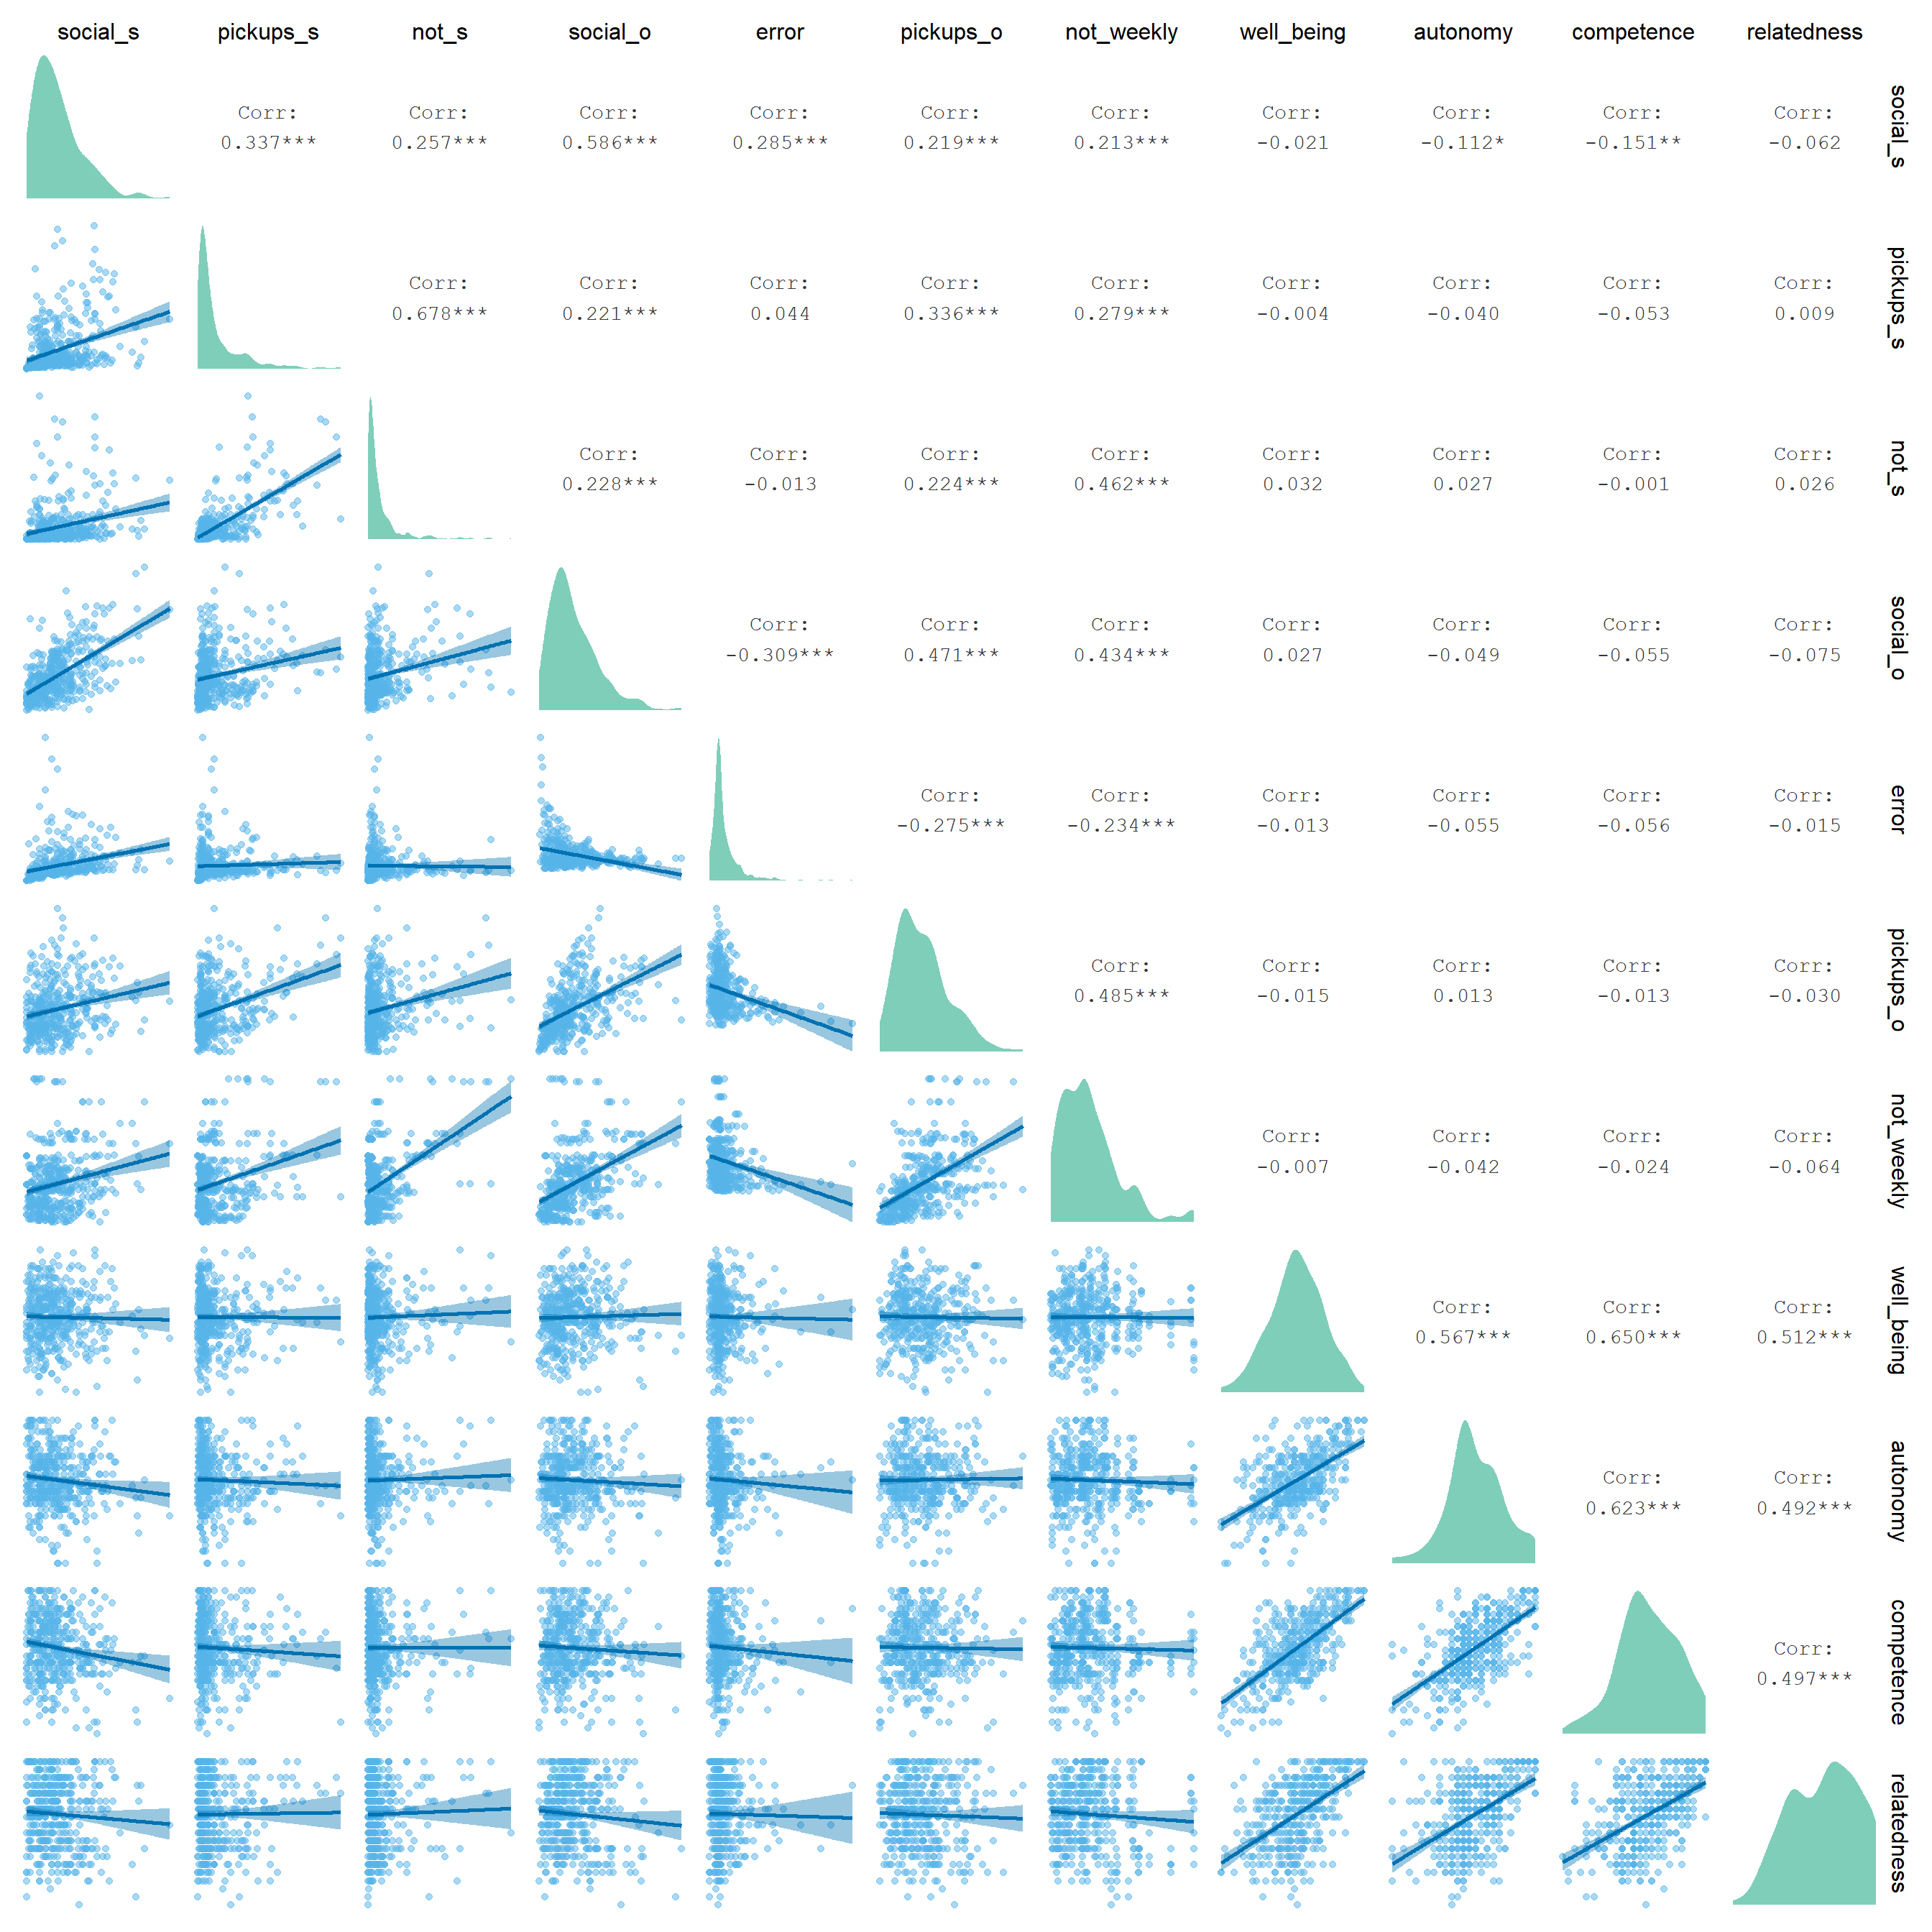 social_s pickups_s not_s social_o error pickups_o not_weekly well_being autonomy competence relatedness
Corr: Corr: Corr: Corr: Corr: Corr: Corr: Corr: Corr: Corr:
0.337*** 0.257*** 0.586*** 0.285*** 0.219*** 0.213*** -0.021 -0.112* -0.151** -0.062
social_s
Corr: Corr: Corr: Corr: Corr: Corr: Corr: Corr: Corr:
0.678*** 0.221*** 0.044 0.336*** 0.279*** -0.004 -0.040 -0.053 0.009
pickups_s
Corr: Corr: Corr: Corr: Corr: Corr: Corr: Corr:
0.228*** -0.013 0.224*** 0.462*** 0.032 0.027 -0.001 0.026
not_s
Corr: Corr: Corr: Corr: Corr: Corr: Corr:
-0.309*** 0.471*** 0.434*** 0.027 -0.049 -0.055 -0.075
social_o
Corr: Corr: Corr: Corr: Corr: Corr:
-0.275*** -0.234*** -0.013 -0.055 -0.056 -0.015
error
Corr: Corr: Corr: Corr: Corr:
0.485*** -0.015 0.013 -0.013 -0.030
pickups_o
Corr: Corr: Corr: Corr:
-0.007 -0.042 -0.024 -0.064
not_weekly
Corr: Corr: Corr:
0.567*** 0.650*** 0.512***
well_being
Corr: Corr:
0.623*** 0.492***
autonomy
Corr:
0.497***
competence
relatedness